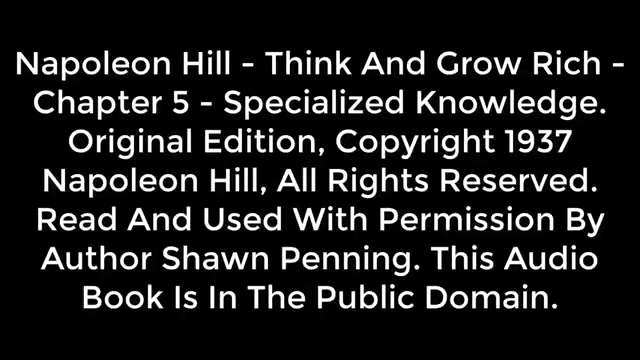 Napoleon Hill - Think And Grow Rich -
Chapter 5 - Specialized Knowledge.
Original Edition, Copyright 1937
Napoleon Hill, All Rights Reserved.
Read And Used With Permission By
Author Shawn Penning. This Audio
Book Is In The Public Domain.